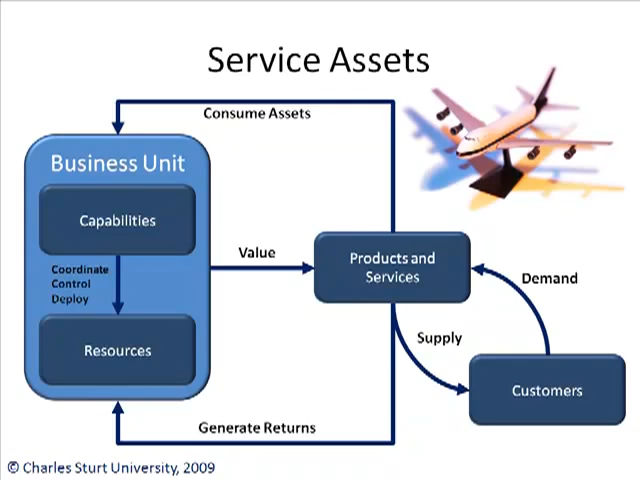 Service Assets
Consume Assets
Business Unit
Capabilities
Coordinate
Control
Deploy
Resources
Value
Products and
Services
Demand
Supply
Customers
Generate Returns
© Charles Sturt University, 2009